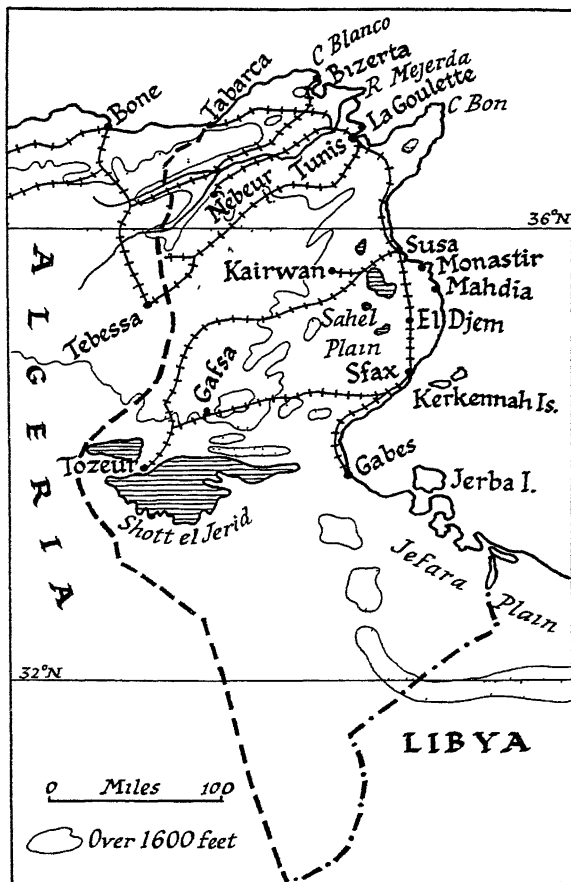 C Blanco
Bizerta
R Mejerda
La Goulette
C Bon
Tabarca
Bone
Tunis
Nebeur
36°N
Susa
Monastir
Mahdia
Kairwan
Sahel
Plain
El Djem
Tebessa
Gafsa
Sfax
Kerkennah Is.
ALGERIA
Tozeur
Gabes
Shott el Jerid
Jerba I.
Jefara
Plain
32°N
LIBYA
0 Miles 100
Over 1600 feet